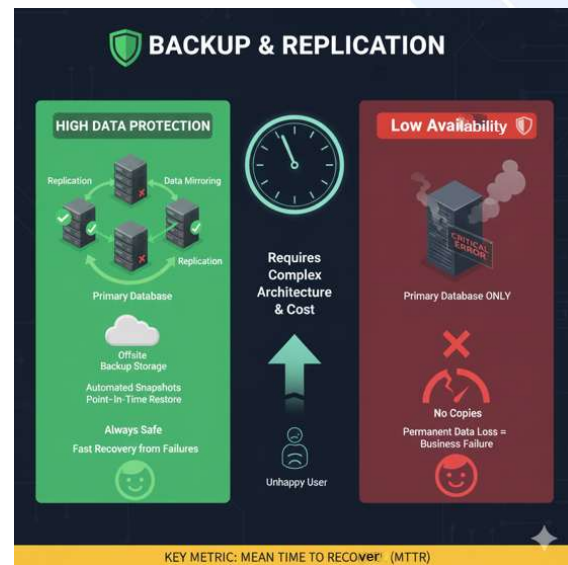 BACKUP & REPLICATION
HIGH DATA PROTECTION
Replication
Data Mirroring
Replication
Primary Database
Offsite
Backup Storage
Automated Snapshots
Point-In-Time Restore
Always Safe
Fast Recovery from Failures
Requires
Complex
Architecture
& Cost
Unhappy User
Low Availability
CRITICAL
ERROR
Primary Database ONLY
No Copies
Permanent Data Loss =
Business Failure
KEY METRIC: MEAN TIME TO RECOver (MTTR)